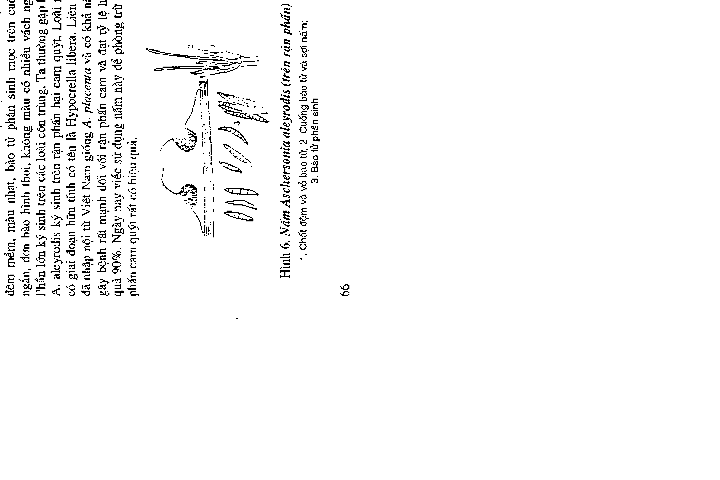 đêm mềm, màu nhạt, bào tử phân sinh mọc trên cuố
ngắn, đơn bào hình thoi, không màu có nhiều vách ng
Phần lớn ký sinh trên các loài côn trùng. Ta thường gặp
A. aleyrodis ký sinh trên rận phấn hại cam quýt. Loài
có giai đoạn hữu tính có tên là Hypocrella libera. Liên
đã nhập nội từ Việt Nam giống A. placenta và có khả nă
gây bệnh rất mạnh đối với rận phấn cam và đạt tỷ lệ
quả 90%. Ngày nay việc sử dụng nấm này để phòng trừ
phấn cam quýt rất có hiệu quả.
Hình 6. Nấm Aschersonia aleyrodis (trên rận phấn)
1. Chất đệm và vỏ bào tử, 2 Cuống bào tử và sợi nấm;
3. Bào tử phân sinh
66